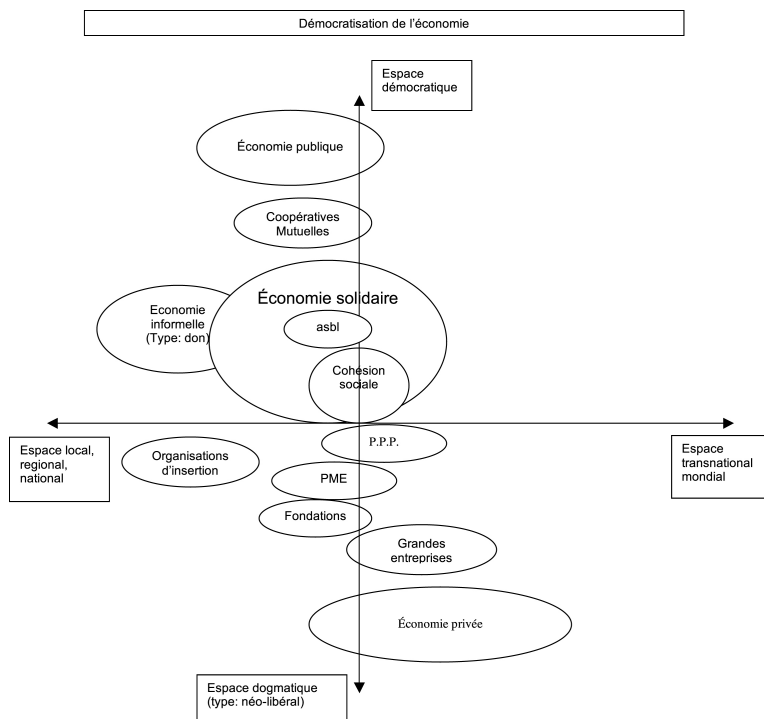 Démocratisation de l'économie
Espace
démocratique
Économie publique
Coopératives
Mutuelles
Économie solidaire
Economie
informelle
(Type: don)
asbl
Cohesion
sociale
Espace local,
regional,
national
Organisations
d'insertion
P.P.P.
Espace
transnational
mondial
PME
Fondations
Grandes
entreprises
Économie privée
Espace dogmatique
(type: néo-libéral)